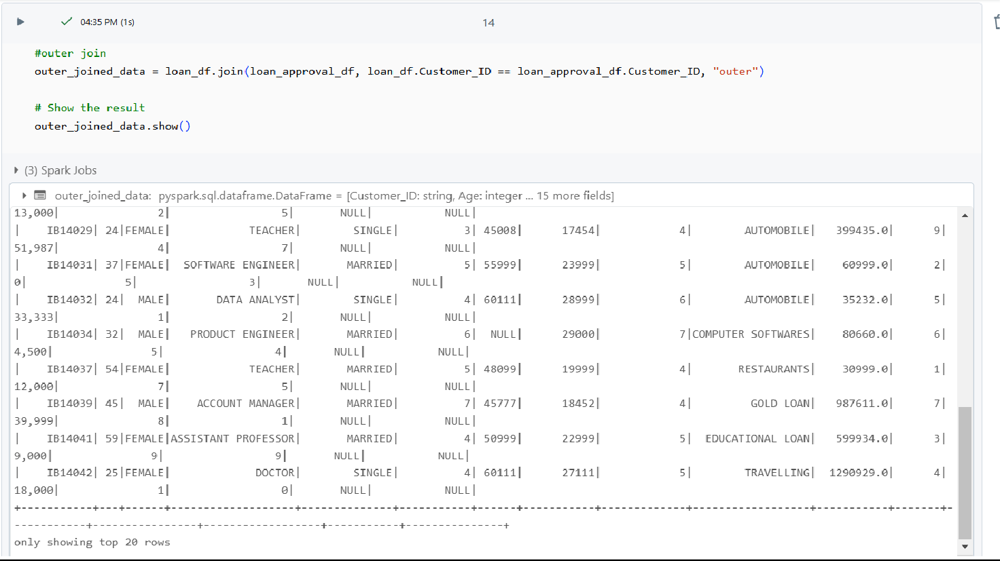 04:35 PM (1s)
14
#outer join
outer_joined_data = loan_df.join(loan_approval_df, loan_df.Customer_ID == loan_approval_df.Customer_ID, "outer")
# Show the result
outer_joined_data.show()
(3) Spark Jobs
outer_joined_data: pyspark.sql.dataframe.DataFrame = [Customer_ID: string, Age: integer ... 15 more fields]
13,000| 2| 5| NULL| NULL|
| IB14029| 24|FEMALE| TEACHER| SINGLE| 3| 45008| 17454| 4| AUTOMOBILE| 399435.0| 9|
51,987| 4| 7| NULL| NULL|
| IB14031| 37|FEMALE| SOFTWARE ENGINEER| MARRIED| 5| 55999| 23999| 5| AUTOMOBILE| 60999.0| 2|
0| 5| 3| NULL| NULL|
| IB14032| 24| MALE| DATA ANALYST| SINGLE| 4| 60111| 28999| 6| AUTOMOBILE| 35232.0| 5|
33,333| 1| 2| NULL| NULL|
| IB14034| 32| MALE| PRODUCT ENGINEER| MARRIED| 6| NULL| 29000| 7|COMPUTER SOFTWARES| 80660.0| 6|
4,500| 5| 4| NULL| NULL|
| IB14037| 54|FEMALE| TEACHER| MARRIED| 5| 48099| 19999| 4| RESTAURANTS| 30999.0| 1|
12,000| 7| 5| NULL| NULL|
| IB14039| 45| MALE| ACCOUNT MANAGER| MARRIED| 7| 45777| 18452| 4| GOLD LOAN| 987611.0| 7|
39,999| 8| 1| NULL| NULL|
| IB14041| 59|FEMALE|ASSISTANT PROFESSOR| MARRIED| 4| 50999| 22999| 5| EDUCATIONAL LOAN| 599934.0| 3|
9,000| 9| 9| NULL| NULL|
| IB14042| 25|FEMALE| DOCTOR| SINGLE| 4| 60111| 27111| 5| TRAVELLING| 1290929.0| 4|
18,000| 1| 0| NULL| NULL|
+-----------+---+------+-------------------+--------------+-----------+------+-----------+-------------+------------------+-----------+-------+-
-----------+----------------+------------------+-----------+---------------+
only showing top 20 rows